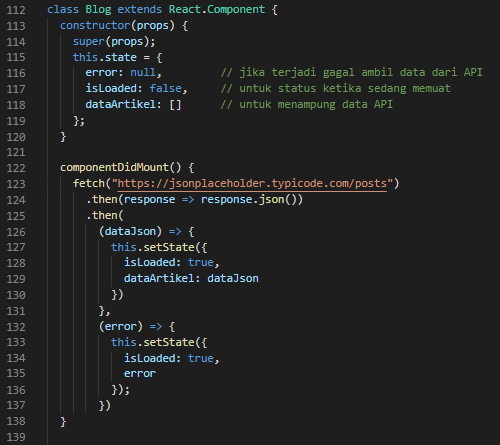 112 class Blog extends React.Component {
113   constructor(props) {
114     super(props);
115     this.state = {
116       error: null,         // jika terjadi gagal ambil data dari API
117       isLoaded: false,     // untuk status ketika sedang memuat
118       dataArtikel: []      // untuk menampung data API
119     };
120   }
121
122   componentDidMount() {
123     fetch("https://jsonplaceholder.typicode.com/posts")
124       .then(response => response.json())
125       .then(
126         (dataJson) => {
127           this.setState({
128             isLoaded: true,
129             dataArtikel: dataJson
130           })
131         },
132         (error) => {
133           this.setState({
134             isLoaded: true,
135             error
136           });
137         })
138   }
139